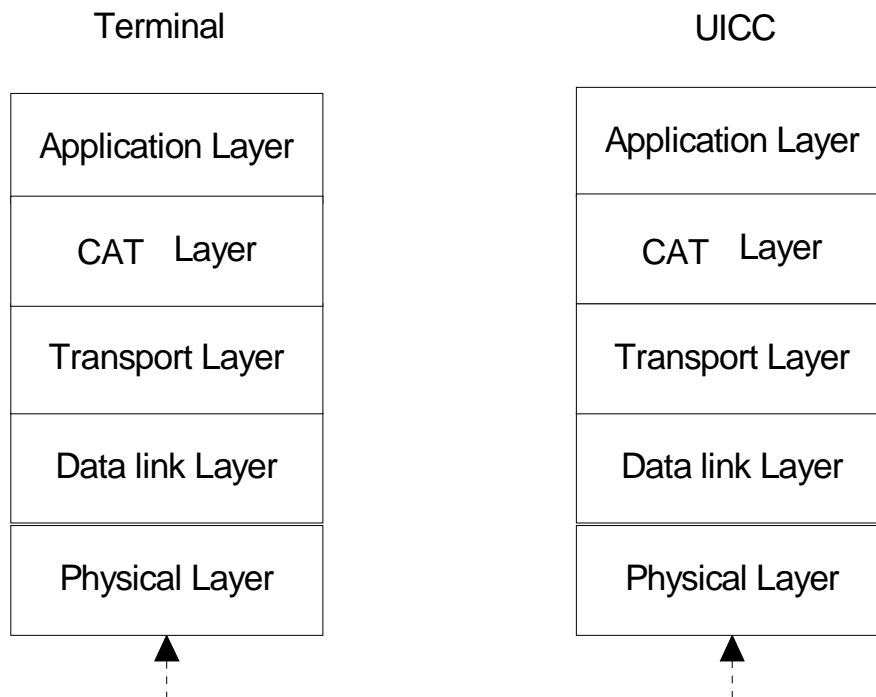 Terminal
UICC
Application Layer
Application Layer
CAT Layer
CAT Layer
Transport Layer
Transport Layer
Data link Layer
Data link Layer
Physical Layer
Physical Layer